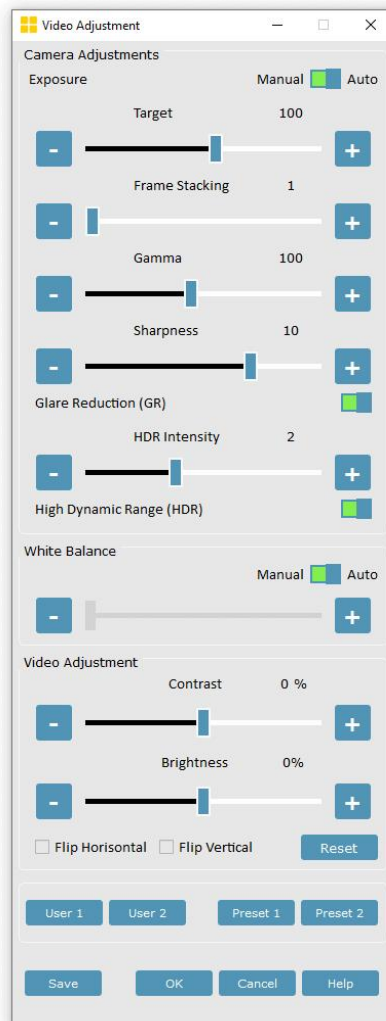 Video Adjustment
Camera Adjustments
Exposure Manual Auto
Target 100
- +
Frame Stacking 1
- +
Gamma 100
- +
Sharpness 10
- +
Glare Reduction (GR)
HDR Intensity 2
- +
High Dynamic Range (HDR)
White Balance
Manual Auto
- +
Video Adjustment
Contrast 0 %
- +
Brightness 0%
- +
Flip Horisontal Flip Vertical Reset
User 1 User 2 Preset 1 Preset 2
Save OK Cancel Help